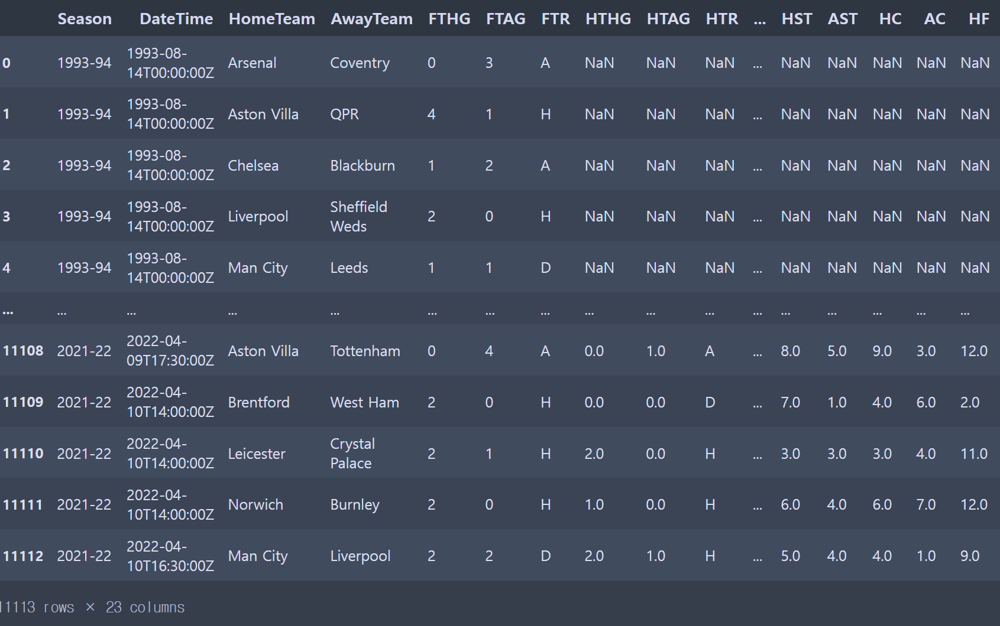 Season DateTime HomeTeam AwayTeam FTHG FTAG FTR HTHG HTAG HTR ... HST AST HC AC HF
0 1993-94 1993-08-14T00:00:00Z Arsenal Coventry 0 3 A NaN NaN NaN ... NaN NaN NaN NaN NaN
1 1993-94 1993-08-14T00:00:00Z Aston Villa QPR 4 1 H NaN NaN NaN ... NaN NaN NaN NaN NaN
2 1993-94 1993-08-14T00:00:00Z Chelsea Blackburn 1 2 A NaN NaN NaN ... NaN NaN NaN NaN NaN
3 1993-94 1993-08-14T00:00:00Z Liverpool Sheffield Weds 2 0 H NaN NaN NaN ... NaN NaN NaN NaN NaN
4 1993-94 1993-08-14T00:00:00Z Man City Leeds 1 1 D NaN NaN NaN ... NaN NaN NaN NaN NaN
... ... ... ... ... ... ... ... ... ... ... ... ... ... ... ... ...
11108 2021-22 2022-04-09T17:30:00Z Aston Villa Tottenham 0 4 A 0.0 1.0 A ... 8.0 5.0 9.0 3.0 12.0
11109 2021-22 2022-04-10T14:00:00Z Brentford West Ham 2 0 H 0.0 0.0 D ... 7.0 1.0 4.0 6.0 2.0
11110 2021-22 2022-04-10T14:00:00Z Leicester Crystal Palace 2 1 H 2.0 0.0 H ... 3.0 3.0 3.0 4.0 11.0
11111 2021-22 2022-04-10T14:00:00Z Norwich Burnley 2 0 H 1.0 0.0 H ... 6.0 4.0 6.0 7.0 12.0
11112 2021-22 2022-04-10T16:30:00Z Man City Liverpool 2 2 D 2.0 1.0 H ... 5.0 4.0 4.0 1.0 9.0
11113 rows × 23 columns